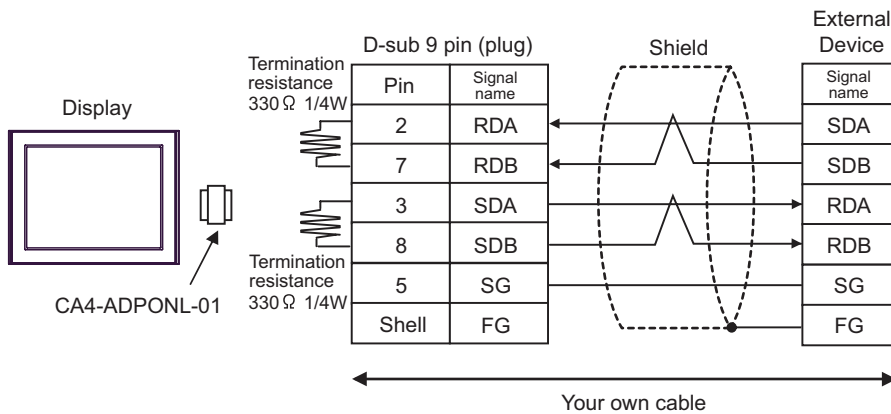 Display
CA4-ADPONL-01
D-sub 9 pin (plug)
Termination
resistance
330 Ω 1/4W
Termination
resistance
330 Ω 1/4W
Pin Signal name
2 RDA
7 RDB
3 SDA
8 SDB
5 SG
Shell FG
Shield
External
Device
Signal
name
SDA
SDB
RDA
RDB
SG
FG
Your own cable